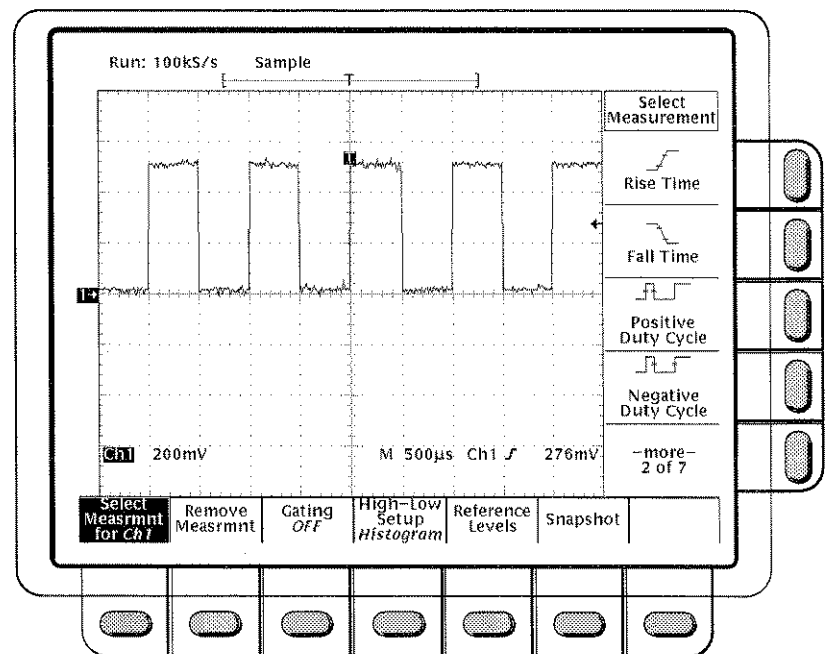 Run: 100kS/s Sample
T
Select
Measurement
1
Rise Time
Fall Time
1
Positive
Duty Cycle
Negative
Duty Cycle
Ch1 200mV M 500µs Ch1 276mV
-more-
2 of 7
Select
Measrmnt
for Ch1
Remove
Measrmnt
Gating
OFF
High-Low
Setup
Histogram
Reference
Levels
Snapshot